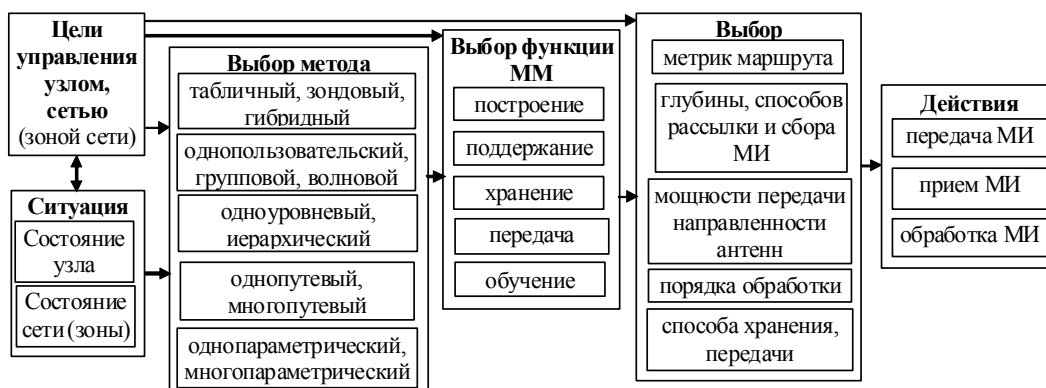 Цели
управления
узлом,
сетью
(зоной сети)
Ситуация
Состояние
узла
Состояние
сети (зоны)
Выбор метода
табличный, зондовый,
гибридный
однопользовательский,
групповой, волновой
одноуровневый,
иерархический
однопутевый,
многопутевый
однопараметрический,
многопараметрический
Выбор функции
ММ
построение
поддержание
хранение
передача
обучение
Выбор
метрик маршрута
глубины, способов
рассылки и сбора
МИ
мощности передачи
направленности
антенн
порядка обработки
способа хранения,
передачи
Действия
передача МИ
прием МИ
обработка МИ